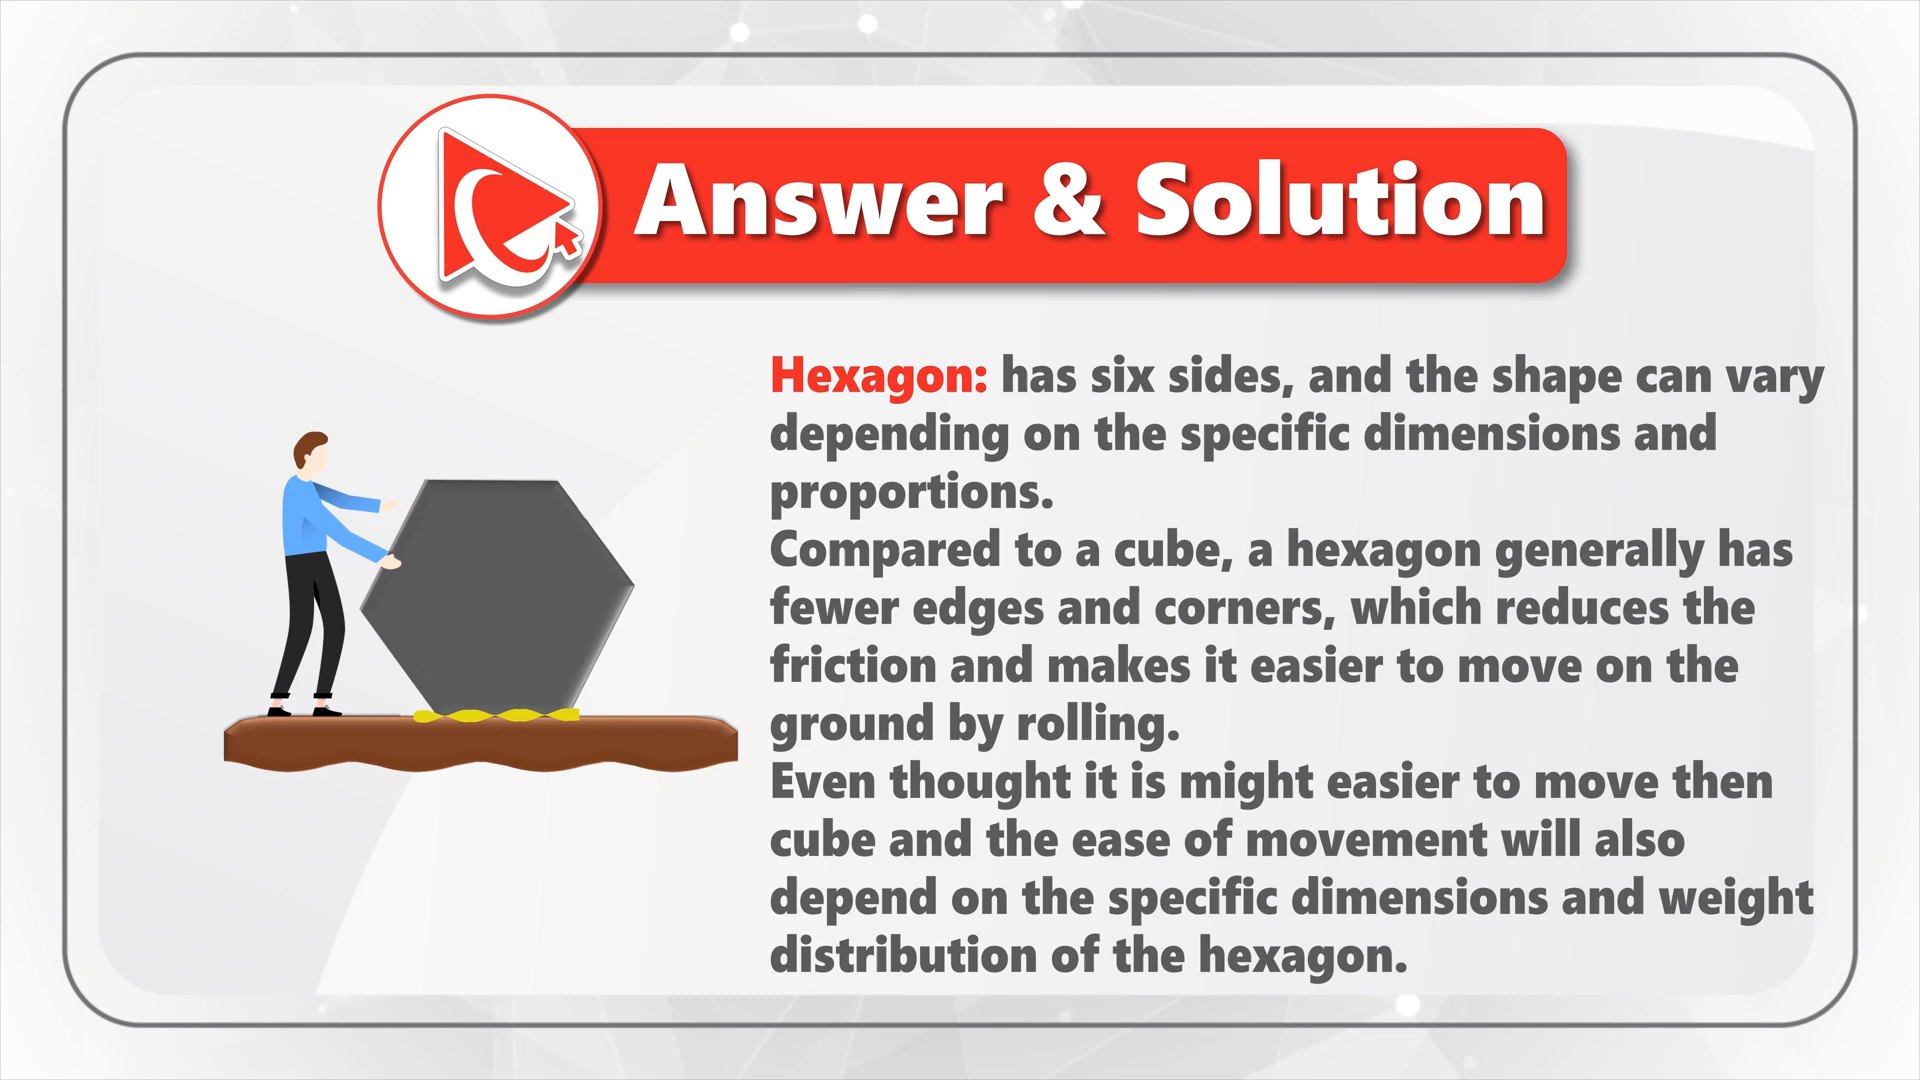 Answer & Solution
Hexagon: has six sides, and the shape can vary
depending on the specific dimensions and
proportions.
Compared to a cube, a hexagon generally has
fewer edges and corners, which reduces the
friction and makes it easier to move on the
ground by rolling.
Even thought it is might easier to move then
cube and the ease of movement will also
depend on the specific dimensions and weight
distribution of the hexagon.